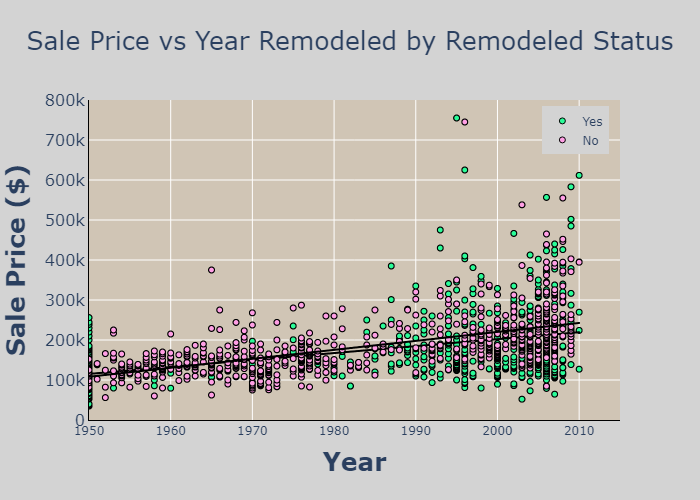 Sale Price vs Year Remodeled by Remodeled Status
800k
700k
600k
500k
400k
300k
200k
100k
0
Sale Price ($)
Yes
No
1950 1960 1970 1980 1990 2000 2010
Year